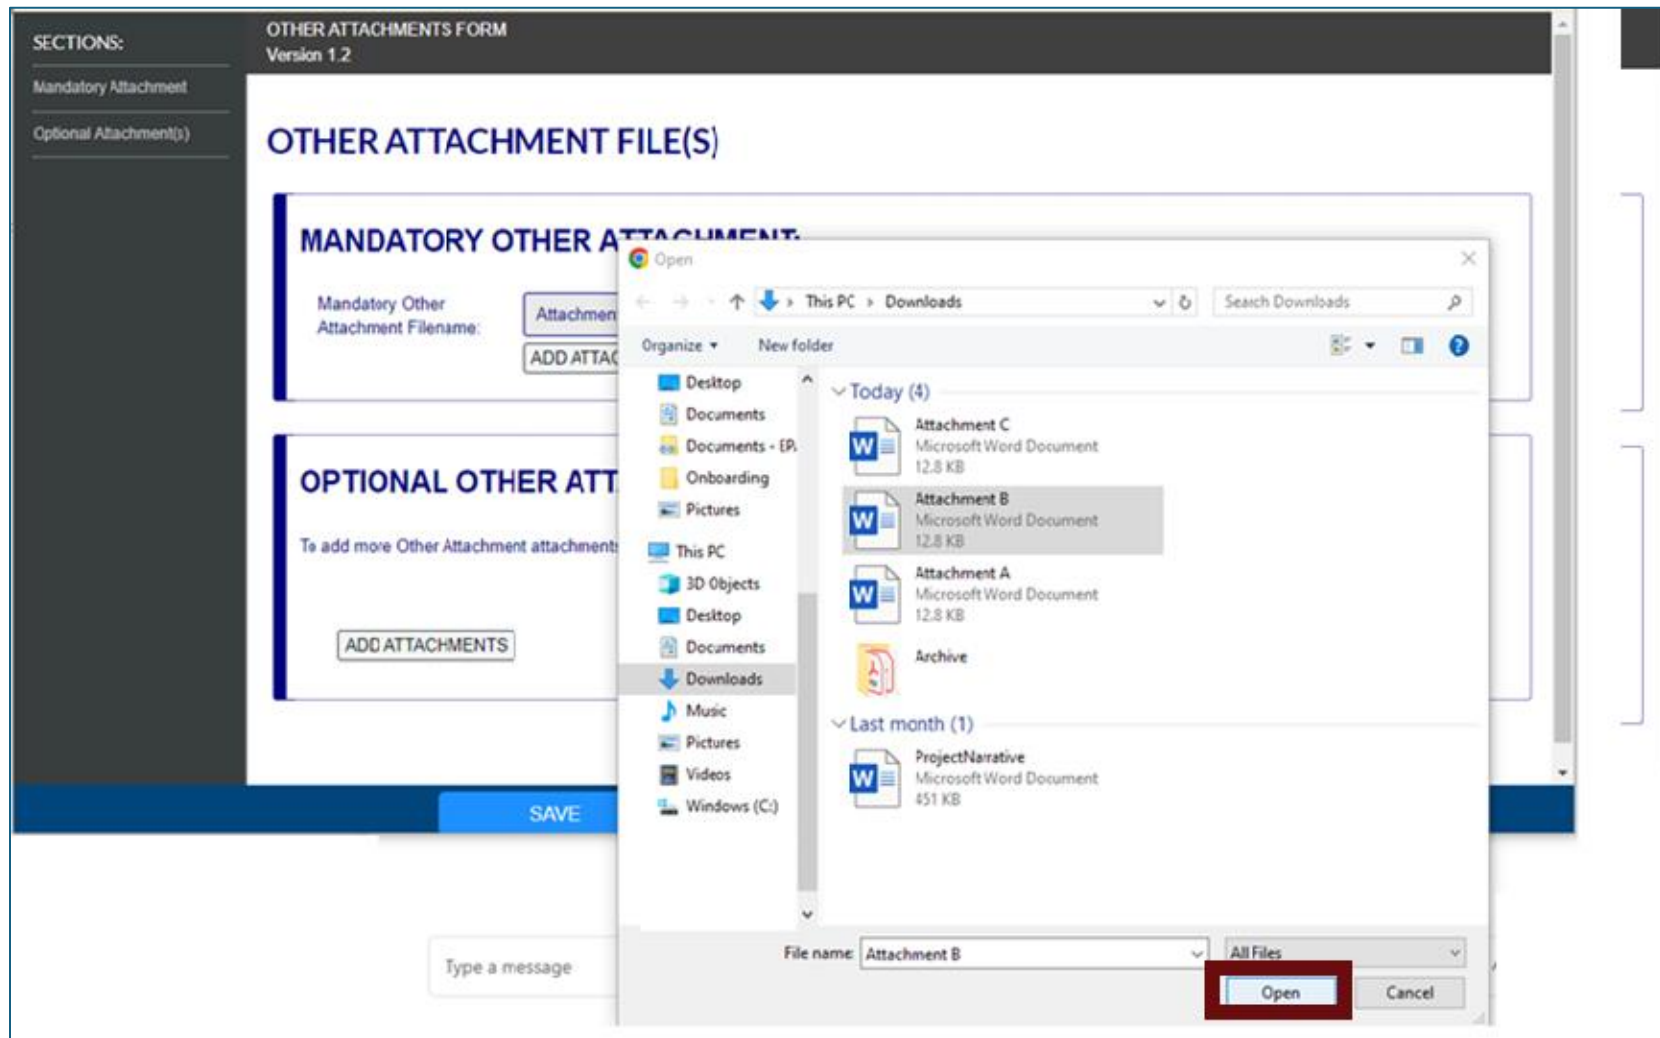 SECTIONS:
Mandatory Attachment
Optional Attachment(s)
OTHER ATTACHMENTS FORM
Version 1.2
OTHER ATTACHMENT FILE(S)
MANDATORY OTHER ATTACHMENT:
Mandatory Other
Attachment Filename:
Attachmen
ADD ATTAC
OPTIONAL OTHER ATT
To add more Other Attachment attachments
ADD ATTACHMENTS
SAVE
Type a message
Open
This PC > Downloads
Search Downloads
Organize
New folder
Desktop
Documents
Documents - EPA
Onboarding
Pictures
This PC
3D Objects
Desktop
Documents
Downloads
Music
Pictures
Videos
Windows (C:)
Today (4)
Attachment C
Microsoft Word Document
12.8 KB
Attachment B
Microsoft Word Document
12.8 KB
Attachment A
Microsoft Word Document
12.8 KB
Archive
Last month (1)
ProjectNarrative
Microsoft Word Document
451 KB
File name: Attachment B
All Files
Open
Cancel